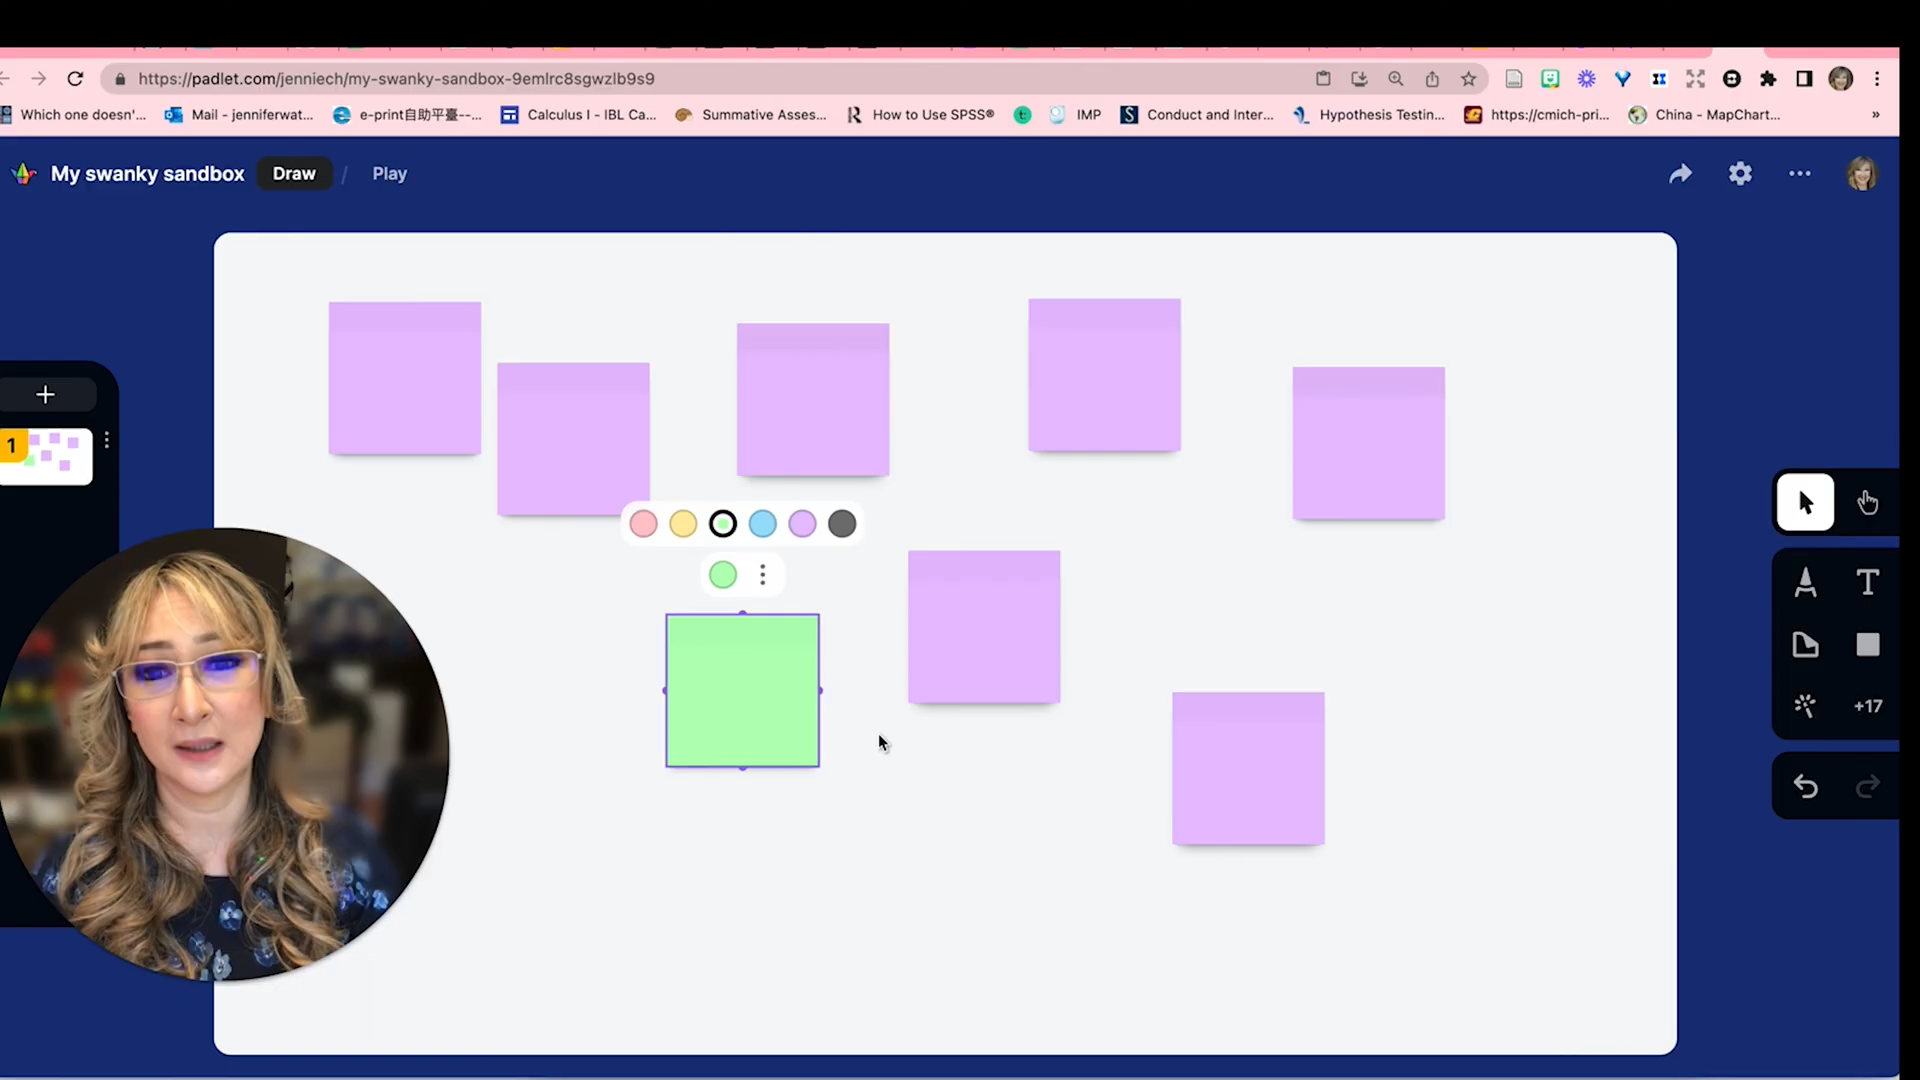 https://padlet.com/jenniech/my-swanky-sandbox-9emlrc8sgwzlb9s9
Which one doesn'...
Mail - jenniferwat...
e-print自助平臺--...
Calculus I - IBL Ca...
Summative Asses...
How to Use SPSS®
IMP
Conduct and Inter...
Hypothesis Testin...
https://cmich-pri...
China - MapChart...
»
My swanky sandbox
Draw
/
Play
1
T
+17